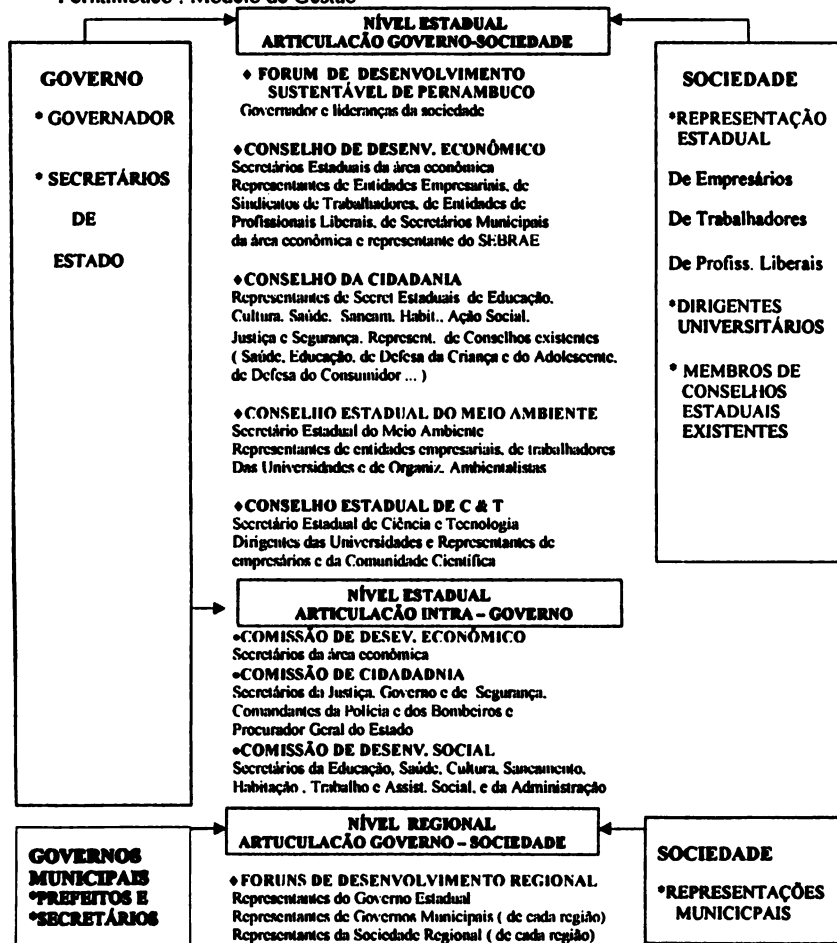 Pernambuco : Modelo de Gestão
NÍVEL ESTADUAL
ARTICULACÃO GOVERNO-SOCIEDADE
GOVERNO
* GOVERNADOR
* SECRETÁRIOS
DE
ESTADO
♦ FORUM DE DESENVOLVIMENTO
SUSTENTÁVEL DE PERNAMBUCO
Governador e lideranças da sociedade
♦CONSELHO DE DESENV. ECONÔMICO
Secretários Estaduais da área econômica
Representantes de Entidades Empresariais, de
Sindicatos de Trabalhadores, de Entidades de
Profissionais Liberais, de Secretários Municipais
da área econômica e representante do SEBRAE
♦CONSELHO DA CIDADANIA
Representantes de Secret Estaduais de Educação,
Cultura, Saúde, Saneam. Habit., Ação Social,
Justiça e Segurança. Represent. de Conselhos existentes
( Saúde, Educação, de Defesa da Criança e do Adolescente,
de Defesa do Consumidor ... )
♦CONSELHO ESTADUAL DO MEIO AMBIENTE
Secretário Estadual do Meio Ambiente
Representantes de entidades empresariais, de trabalhadores
Das Universidades e de Organiz. Ambientalistas
♦CONSELHO ESTADUAL DE C & T
Secretário Estadual de Ciência e Tecnologia
Dirigentes das Universidades e Representantes de
empresários e da Comunidade Científica
SOCIEDADE
*REPRESENTAÇÃO
ESTADUAL
De Empresários
De Trabalhadores
De Profiss. Liberais
*DIRIGENTES
UNIVERSITÁRIOS
* MEMBROS DE
CONSELHOS
ESTADUAIS
EXISTENTES
NÍVEL ESTADUAL
ARTICULACÃO INTRA – GOVERNO
●COMISSÃO DE DESEV. ECONÔMICO
Secretários da área econômica
●COMISSÃO DE CIDADADNIA
Secretários da Justiça, Governo e de Segurança,
Comandantes da Polícia e dos Bombeiros e
Procurador Geral do Estado
●COMISSÃO DE DESENV. SOCIAL
Secretários da Educação, Saúde, Cultura, Saneamento,
Habitação , Trabalho e Assist. Social, e da Administração
NÍVEL REGIONAL
ARTUCULACÃO GOVERNO – SOCIEDADE
GOVERNOS
MUNICIPAIS
*PREFEITOS E
*SECRETÁRIOS
♦FORUNS DE DESENVOLVIMENTO REGIONAL
Representantes do Governo Estadual
Representantes de Governos Municipais ( de cada região)
Representantes da Sociedade Regional ( de cada região)
SOCIEDADE
*REPRESENTAÇÕES
MUNICICPAIS